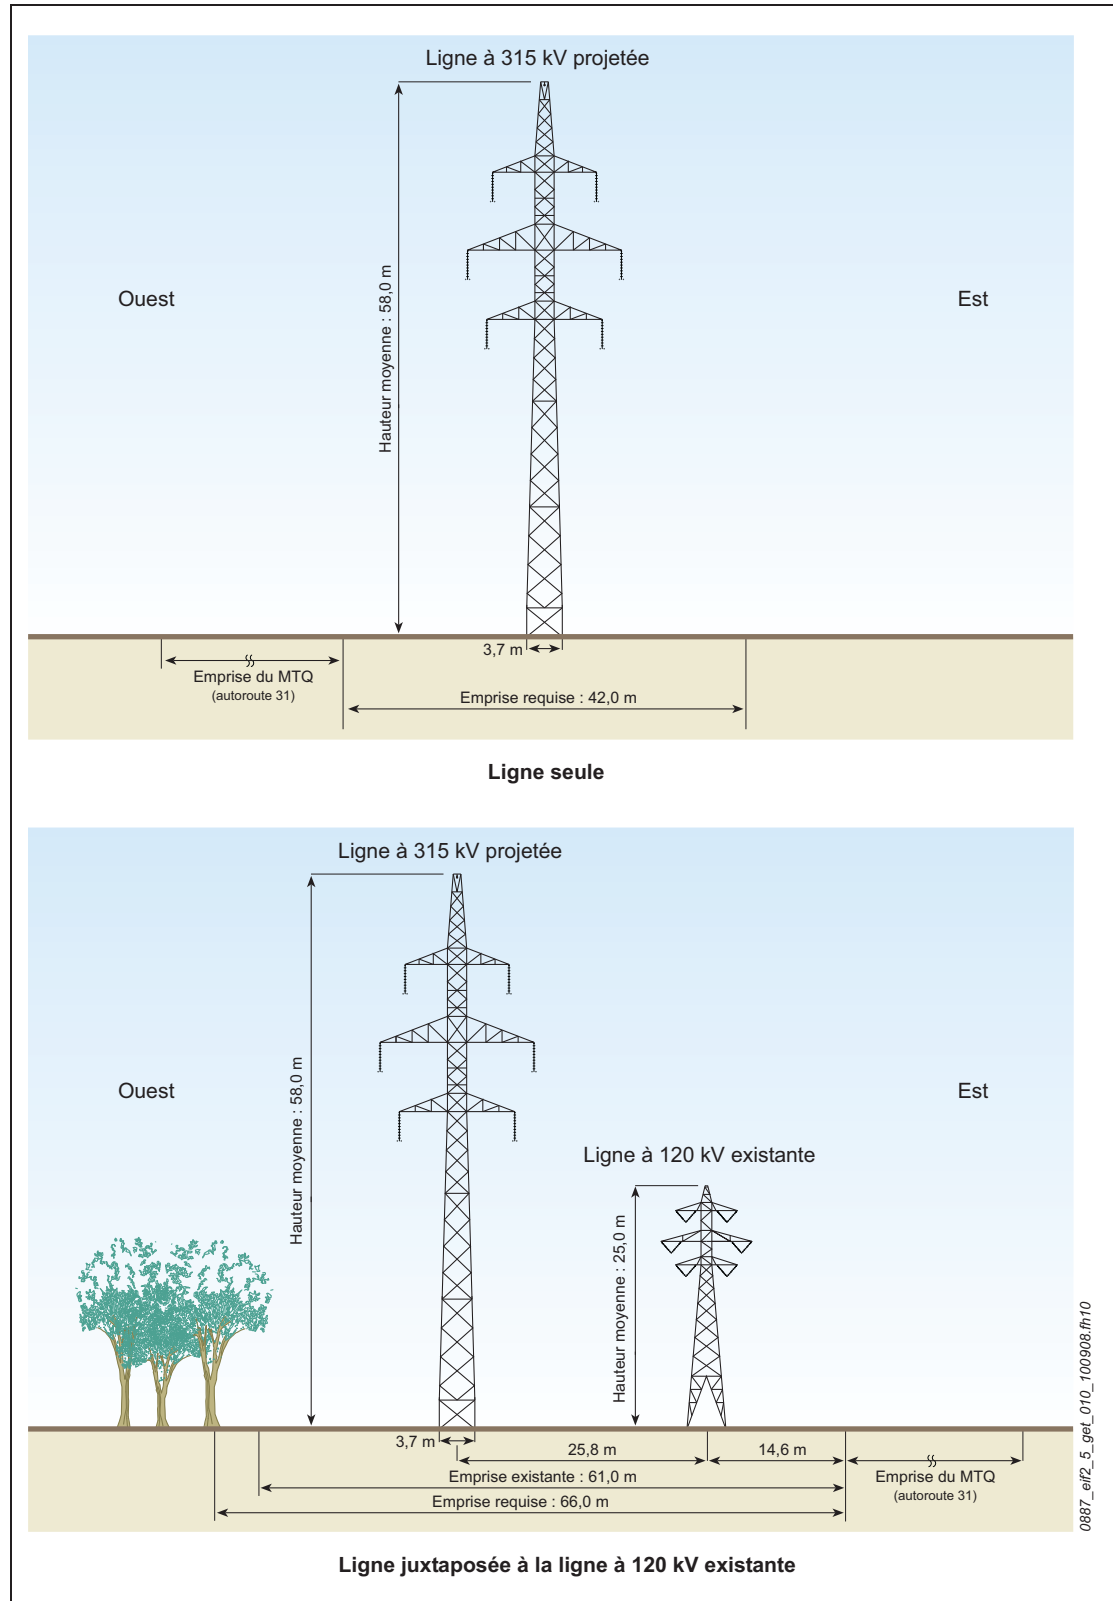 Ligne à 315 kV projetée
Hauteur moyenne : 58,0 m
Ouest
Est
3,7 m
Emprise du MTQ
(autoroute 31)
Emprise requise : 42,0 m
Ligne seule
Ligne à 315 kV projetée
Hauteur moyenne : 58,0 m
Ouest
Est
Ligne à 120 kV existante
Hauteur moyenne : 25,0 m
3,7 m
25,8 m
14,6 m
Emprise existante : 61,0 m
Emprise du MTQ
(autoroute 31)
Emprise requise : 66,0 m
Ligne juxtaposée à la ligne à 120 kV existante
0887_eif2_5_get_010_100908.fh10